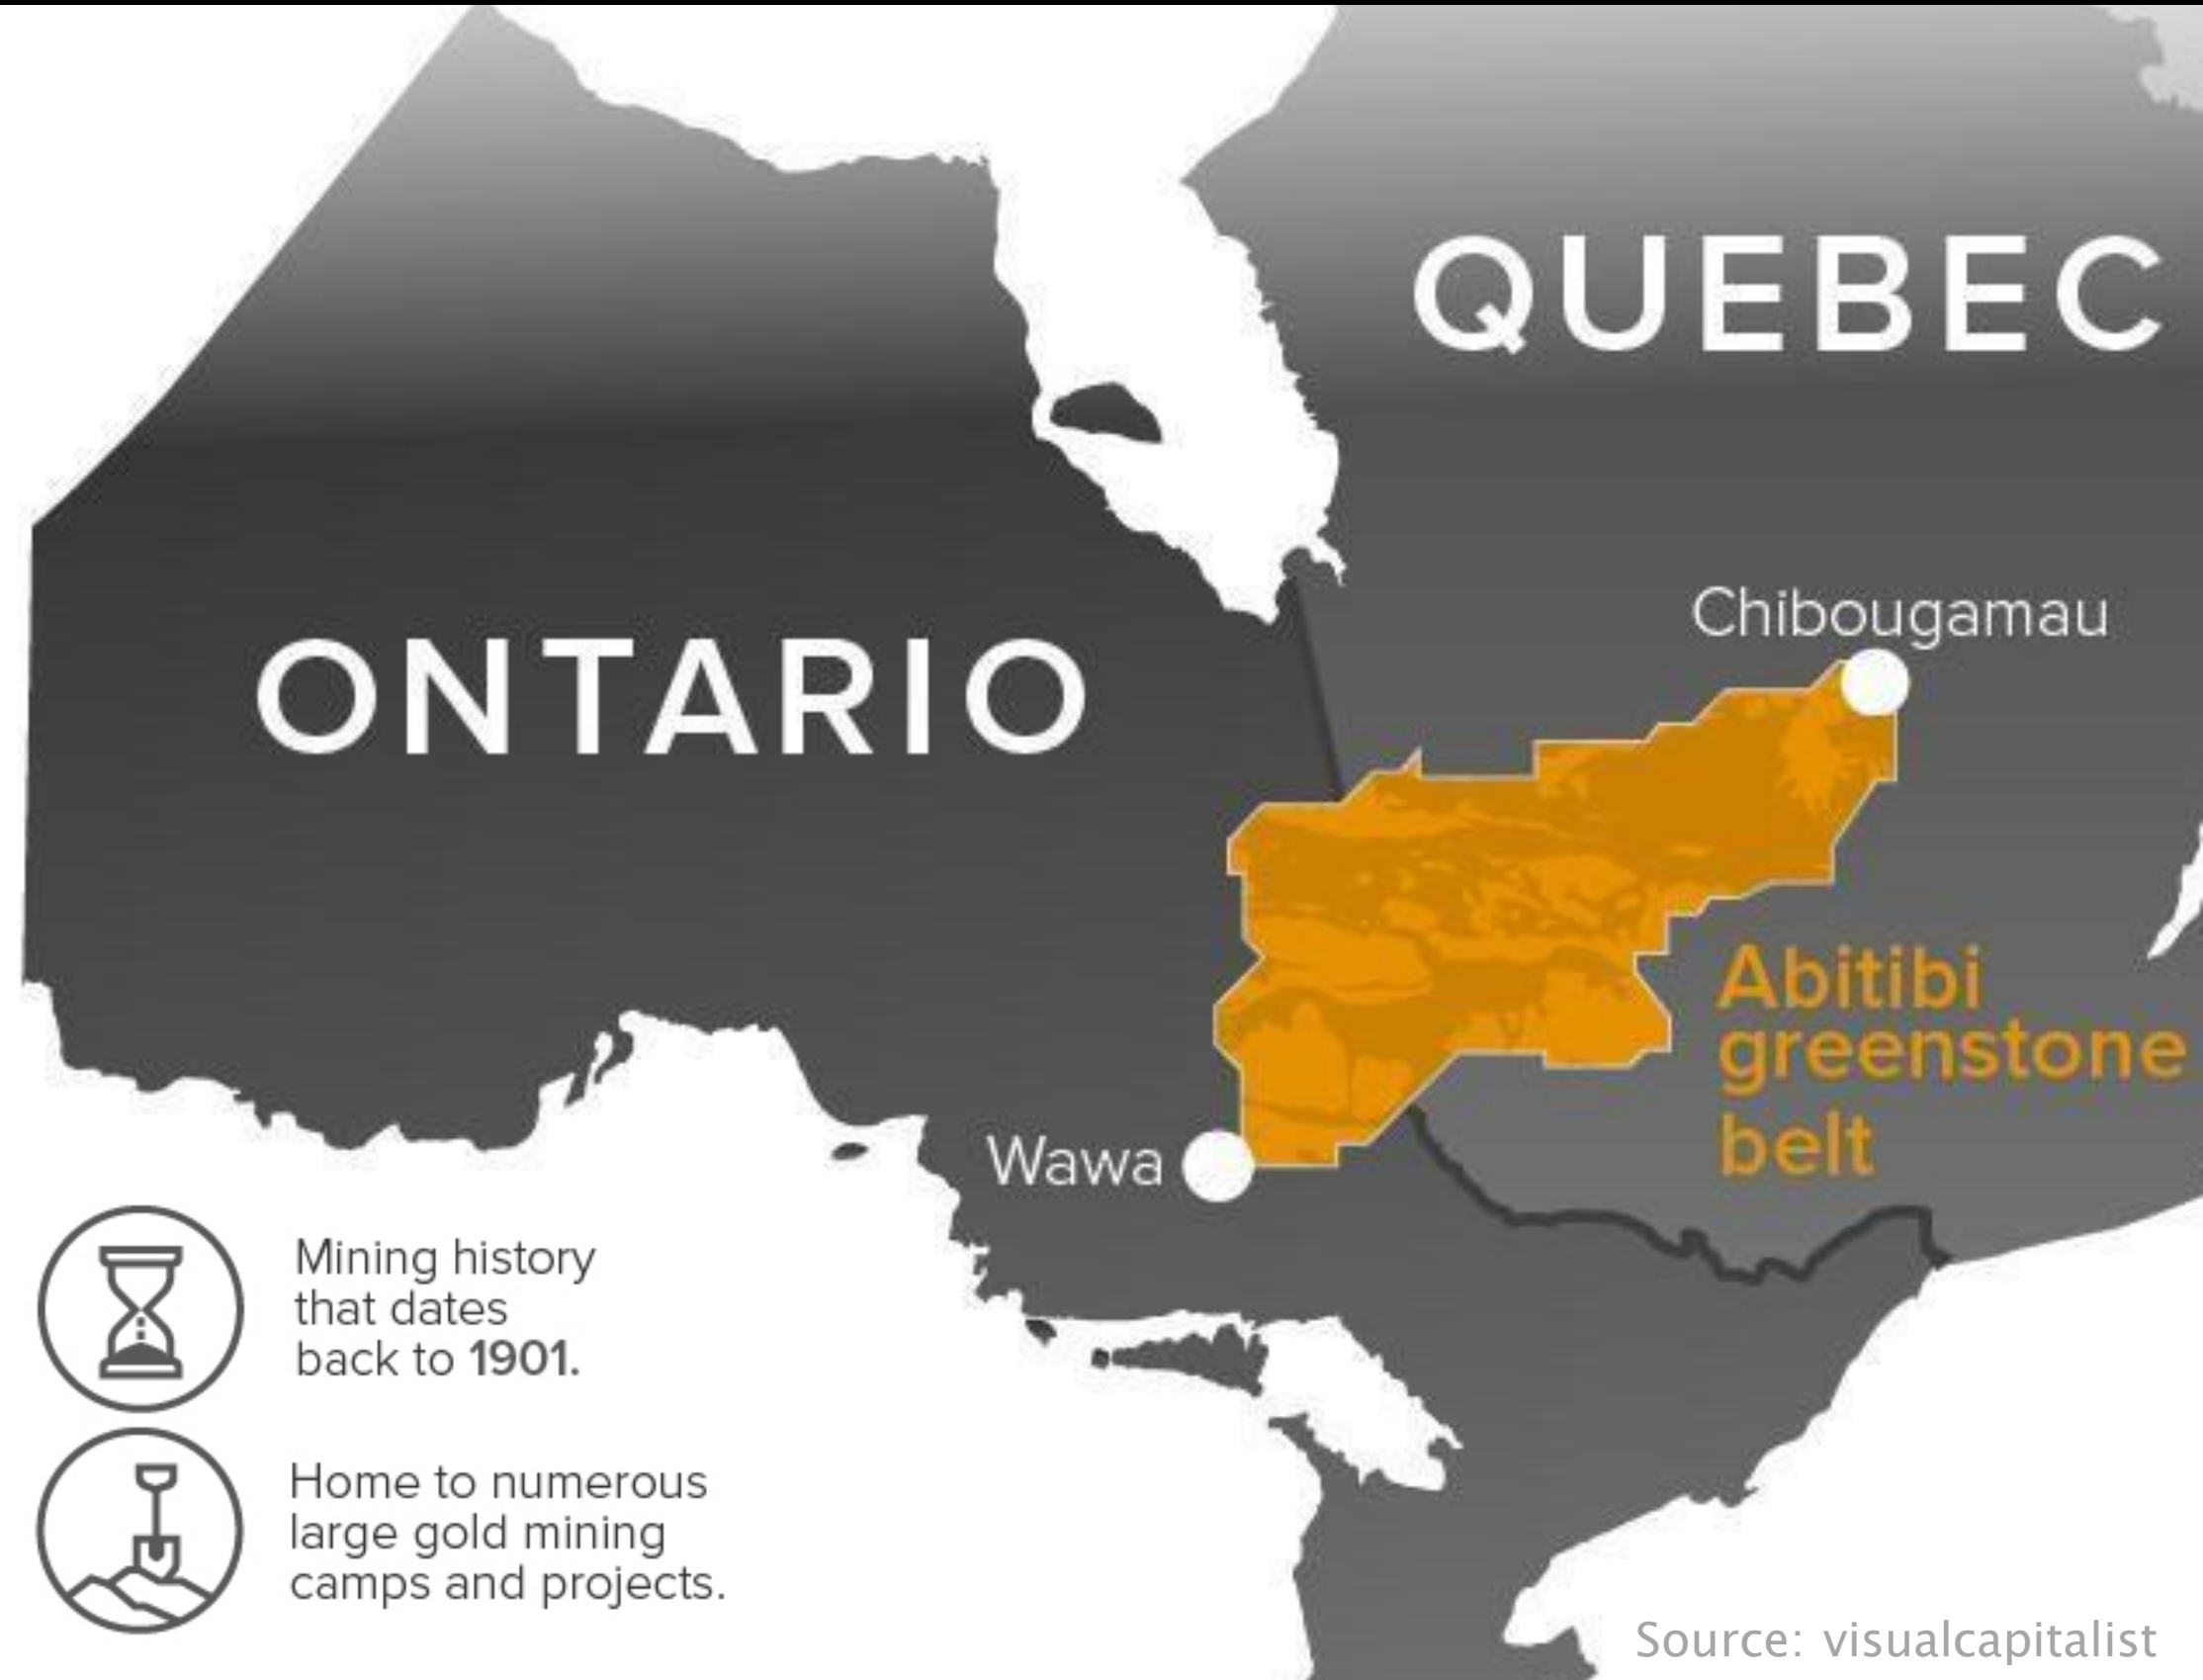 QUEBEC
Chibougamau
ONTARIO
Abitibi
greenstone
belt
Wawa
Mining history
that dates
back to 1901.
Home to numerous
large gold mining
camps and projects.
Source: visualcapitalist